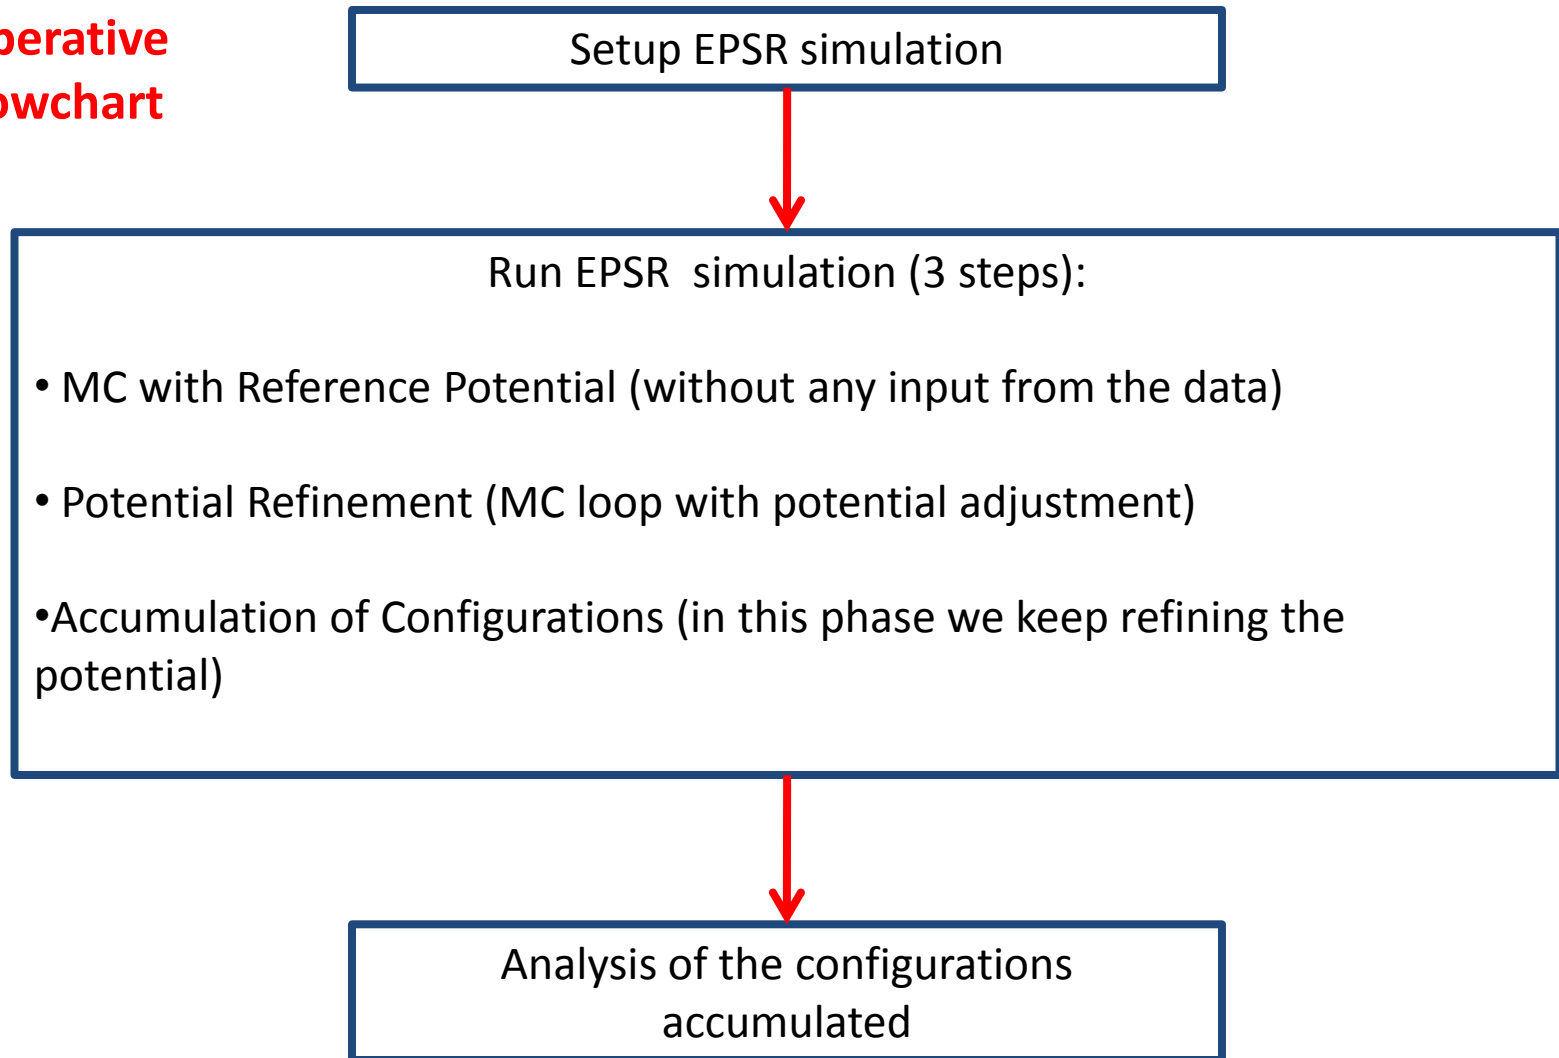 perative
owchart
Setup EPSR simulation
Run EPSR  simulation (3 steps):
• MC with Reference Potential (without any input from the data)
• Potential Refinement (MC loop with potential adjustment)
•Accumulation of Configurations (in this phase we keep refining the
potential)
Analysis of the configurations
accumulated